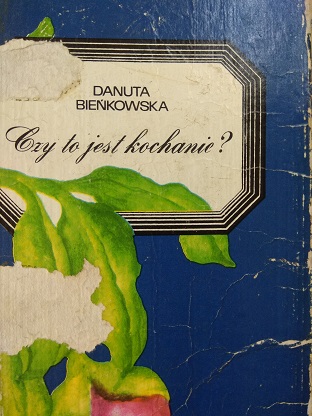 DANUTA
BIEŃKOWSKA
Czy to jest kochanie?